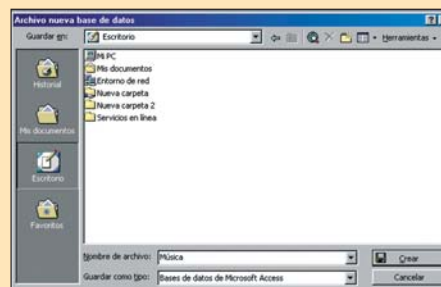 Archivo nueva base de datos
Guardar en: Escritorio Herramientas
Mi PC
Mis documentos
Entorno de red
Nueva carpeta
Nueva carpeta 2
Servicios en línea
Historial
Mis documentos
Escritorio
Favoritos
Nombre de archivo: Música Crear
Guardar como tipo: Bases de datos de Microsoft Access Cancelar